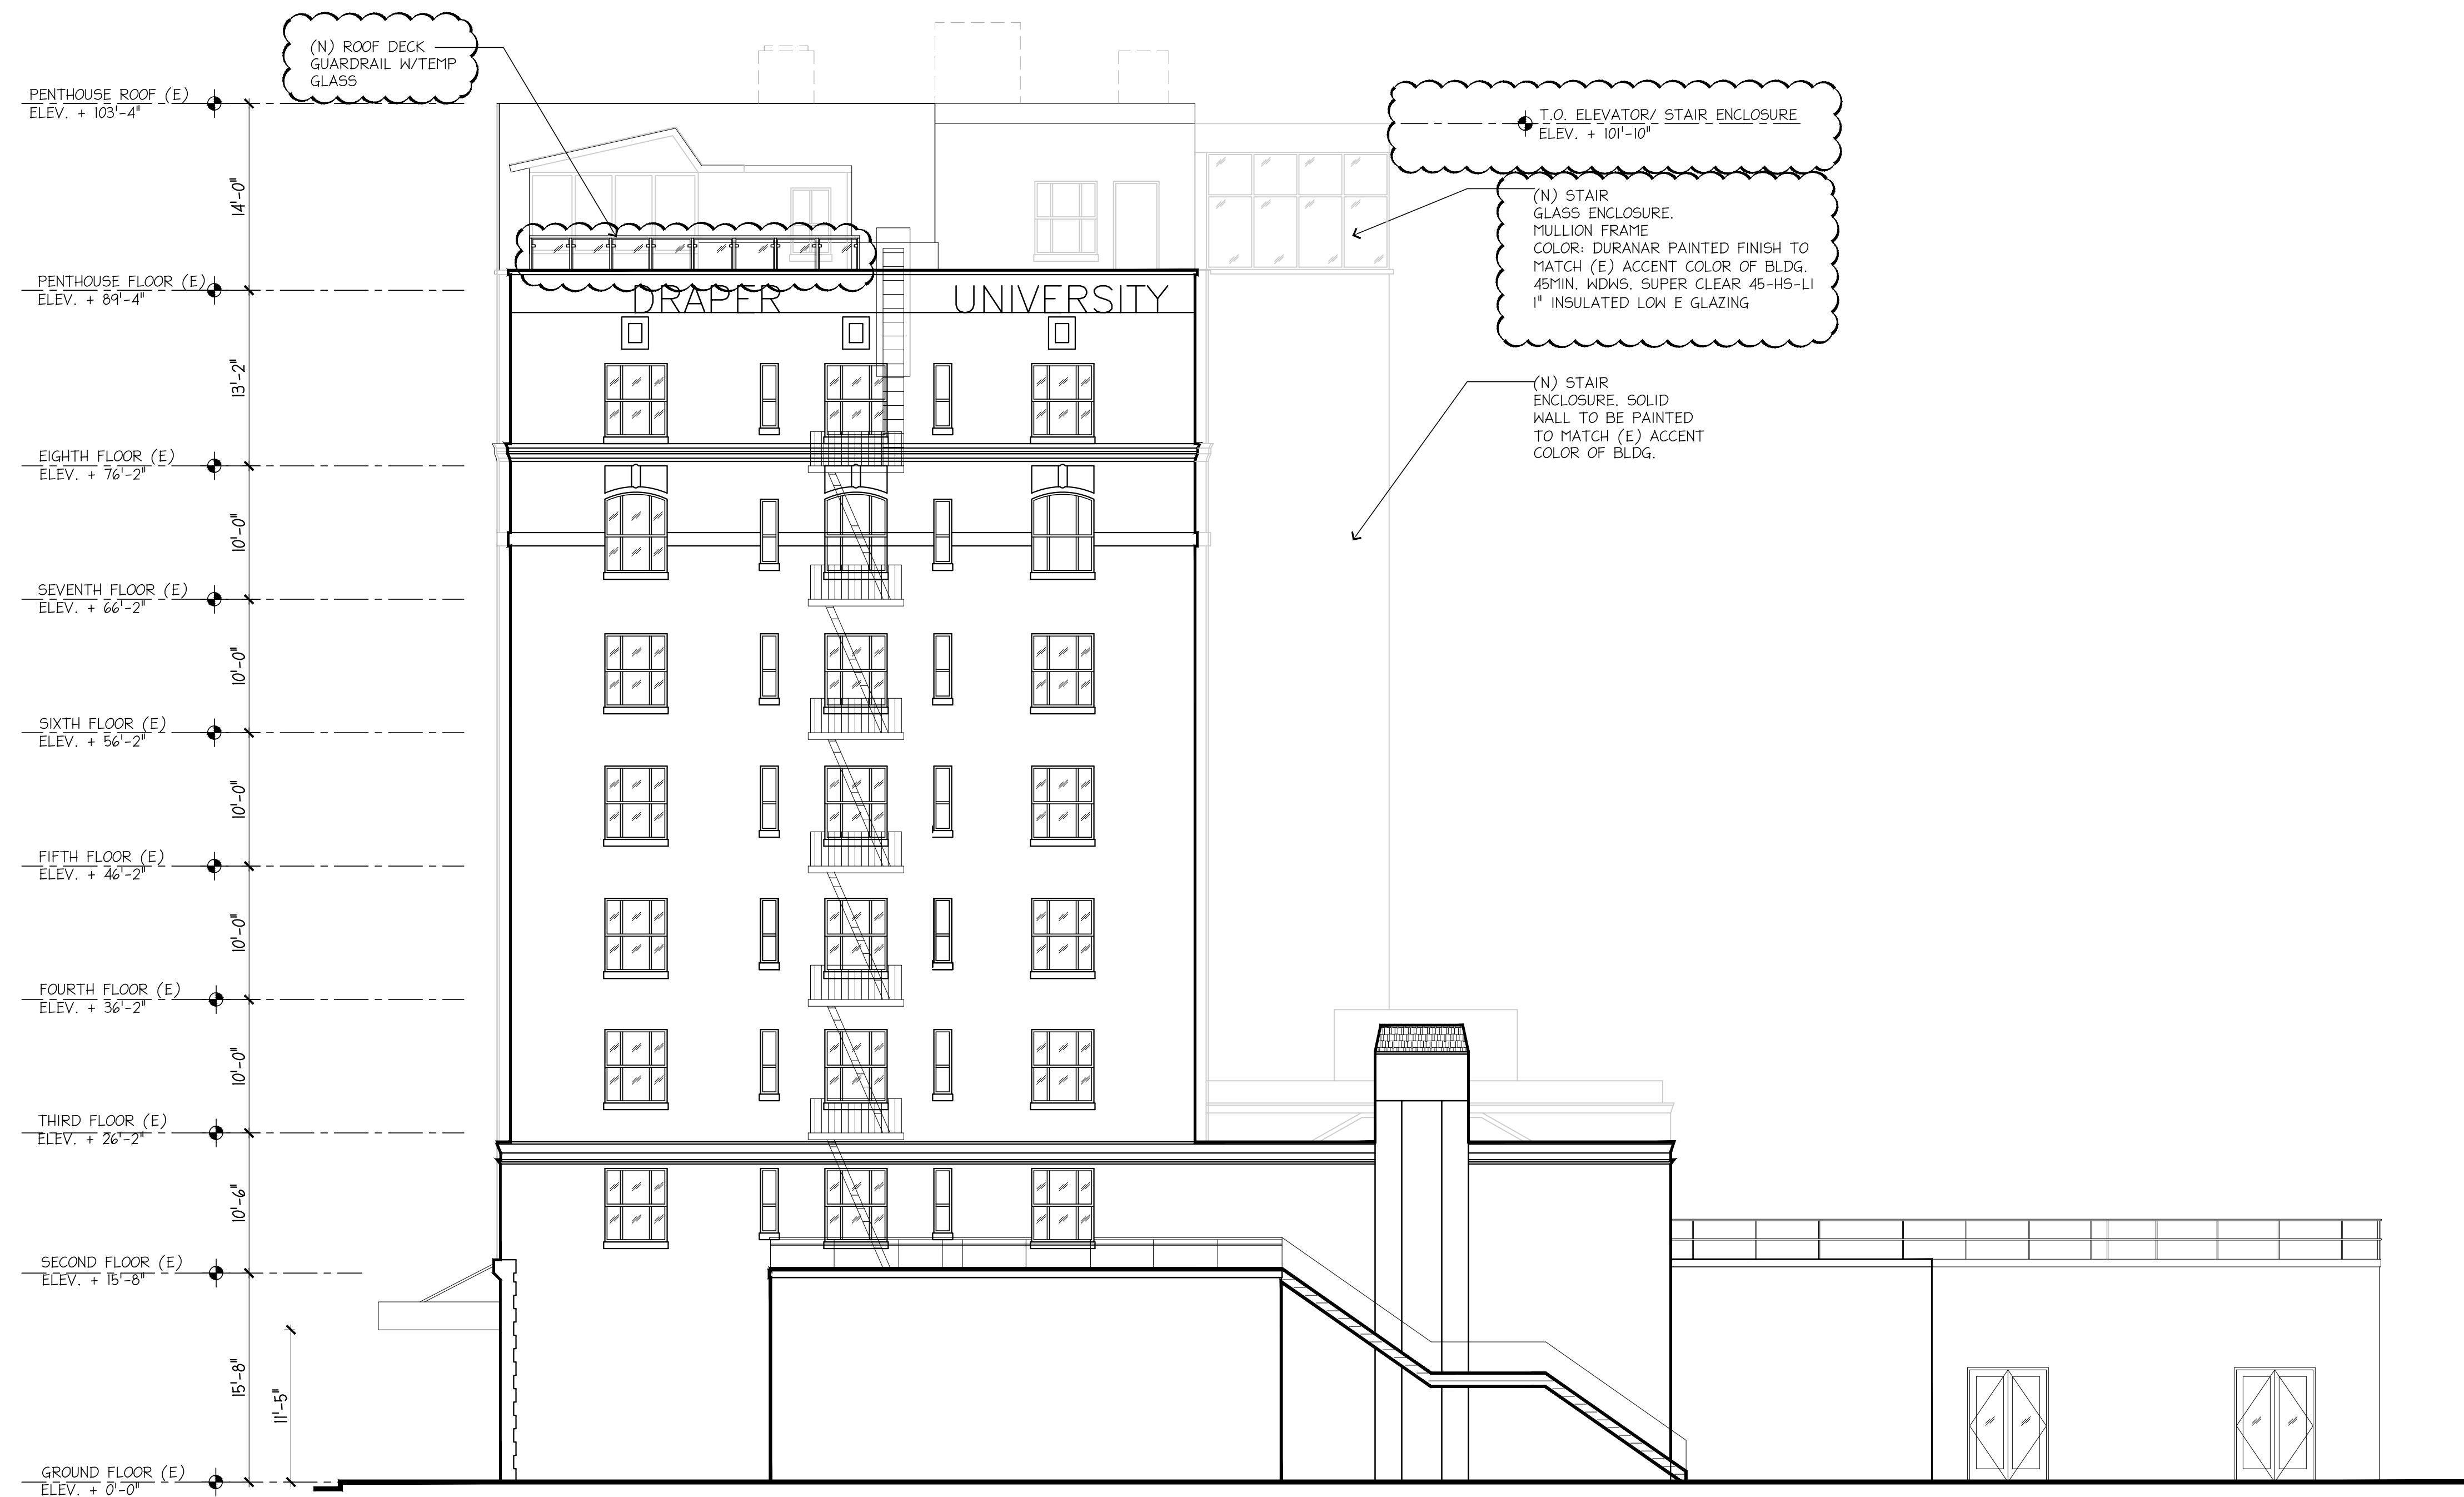 (N) ROOF DECK
GUARDRAIL W/TEMP
GLASS
PENTHOUSE ROOF (E)
ELEV. + 103'-4"
T.O. ELEVATOR/ STAIR ENCLOSURE
ELEV. + 101'-10"
(N) STAIR
GLASS ENCLOSURE.
MULLION FRAME
COLOR: DURANAR PAINTED FINISH TO
MATCH (E) ACCENT COLOR OF BLDG.
45MIN. WDWS. SUPER CLEAR 45-HS-LI
1" INSULATED LOW E GLAZING
14'-0"
PENTHOUSE FLOOR (E)
ELEV. + 89'-4"
DRAPER UNIVERSITY
13'-2"
(N) STAIR
ENCLOSURE. SOLID
WALL TO BE PAINTED
TO MATCH (E) ACCENT
COLOR OF BLDG.
EIGHTH FLOOR (E)
ELEV. + 76'-2"
10'-0"
SEVENTH FLOOR (E)
ELEV. + 66'-2"
10'-0"
SIXTH FLOOR (E)
ELEV. + 56'-2"
10'-0"
FIFTH FLOOR (E)
ELEV. + 46'-2"
10'-0"
FOURTH FLOOR (E)
ELEV. + 36'-2"
10'-0"
THIRD FLOOR (E)
ELEV. + 26'-2"
10'-6"
SECOND FLOOR (E)
ELEV. + 15'-8"
15'-8"
11'-5"
GROUND FLOOR (E)
ELEV. + 0'-0"